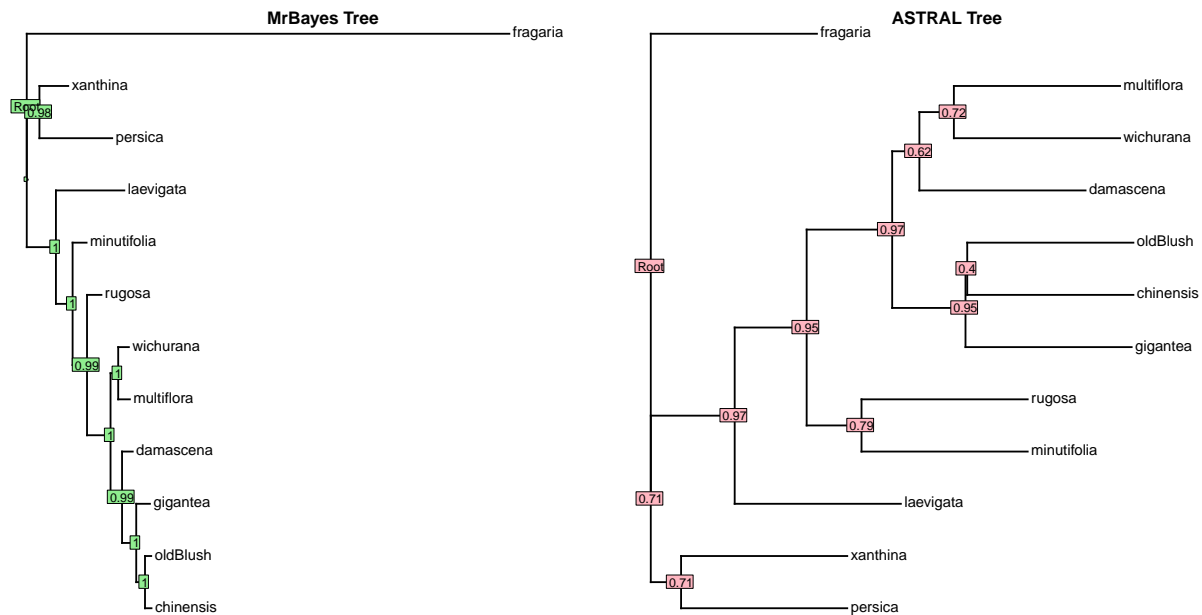 MrBayes Tree
fragaria
xanthina
Root
0.98
persica
laevigata
minutifolia
1
rugosa
1
wichurana
0.99
1
multiflora
1
damascena
0.99
gigantea
1
oldBlush
1
chinensis
ASTRAL Tree
fragaria
multiflora
0.72
wichurana
0.62
damascena
0.97
oldBlush
Root
0.4
chinensis
0.95
0.95
gigantea
rugosa
0.97
0.79
minutifolia
0.71
laevigata
xanthina
0.71
persica